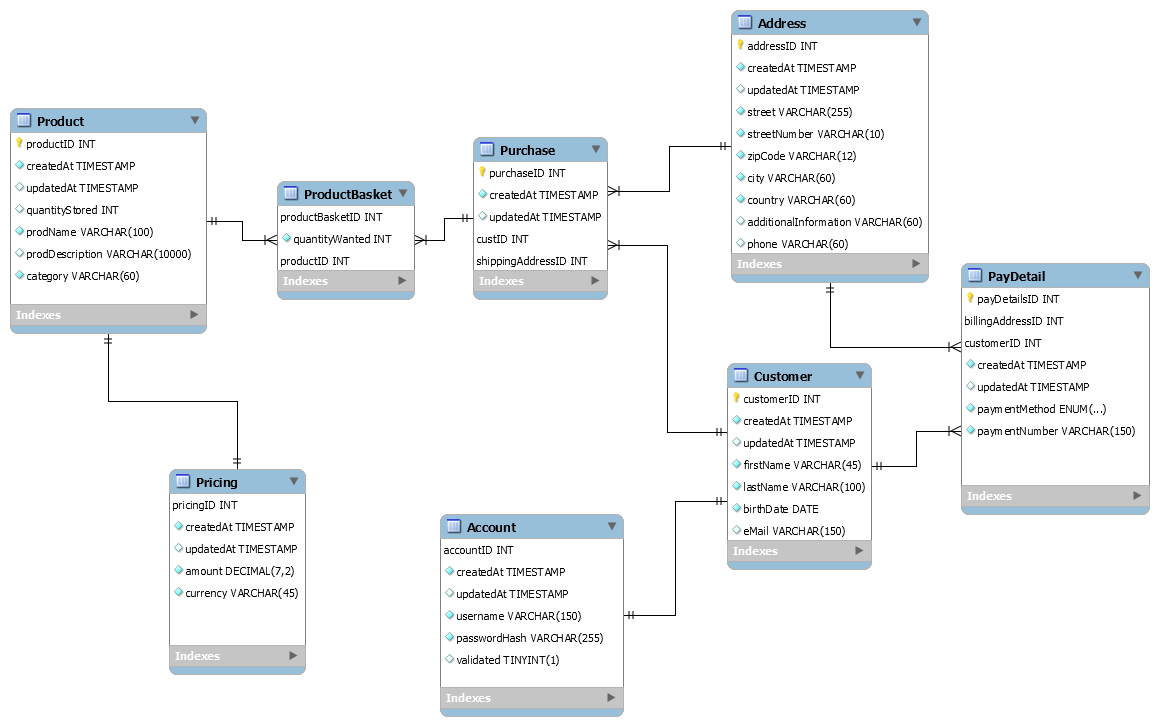 Product
productID INT
createdAt TIMESTAMP
updatedAt TIMESTAMP
quantityStored INT
prodName VARCHAR(100)
prodDescription VARCHAR(10000)
category VARCHAR(60)
Indexes
ProductBasket
productBasketID INT
quantityWanted INT
productID INT
Indexes
Purchase
purchaseID INT
createdAt TIMESTAMP
updatedAt TIMESTAMP
custID INT
shippingAddressID INT
Indexes
Address
addressID INT
createdAt TIMESTAMP
updatedAt TIMESTAMP
street VARCHAR(255)
streetNumber VARCHAR(10)
zipCode VARCHAR(12)
city VARCHAR(60)
country VARCHAR(60)
additionalInformation VARCHAR(60)
phone VARCHAR(60)
Indexes
PayDetail
payDetailsID INT
billingAddressID INT
customerID INT
createdAt TIMESTAMP
updatedAt TIMESTAMP
paymentMethod ENUM(...)
paymentNumber VARCHAR(150)
Indexes
Customer
customerID INT
createdAt TIMESTAMP
updatedAt TIMESTAMP
firstName VARCHAR(45)
lastName VARCHAR(100)
birthDate DATE
eMail VARCHAR(150)
Indexes
Pricing
pricingID INT
createdAt TIMESTAMP
updatedAt TIMESTAMP
amount DECIMAL(7,2)
currency VARCHAR(45)
Indexes
Account
accountID INT
createdAt TIMESTAMP
updatedAt TIMESTAMP
username VARCHAR(150)
passwordHash VARCHAR(255)
validated TINYINT(1)
Indexes